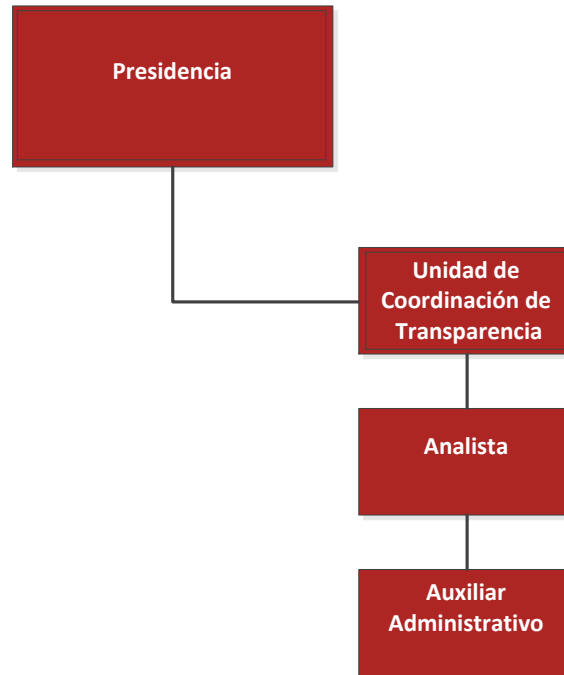 Presidencia
Unidad de
Coordinación de
Transparencia
Analista
Auxiliar
Administrativo